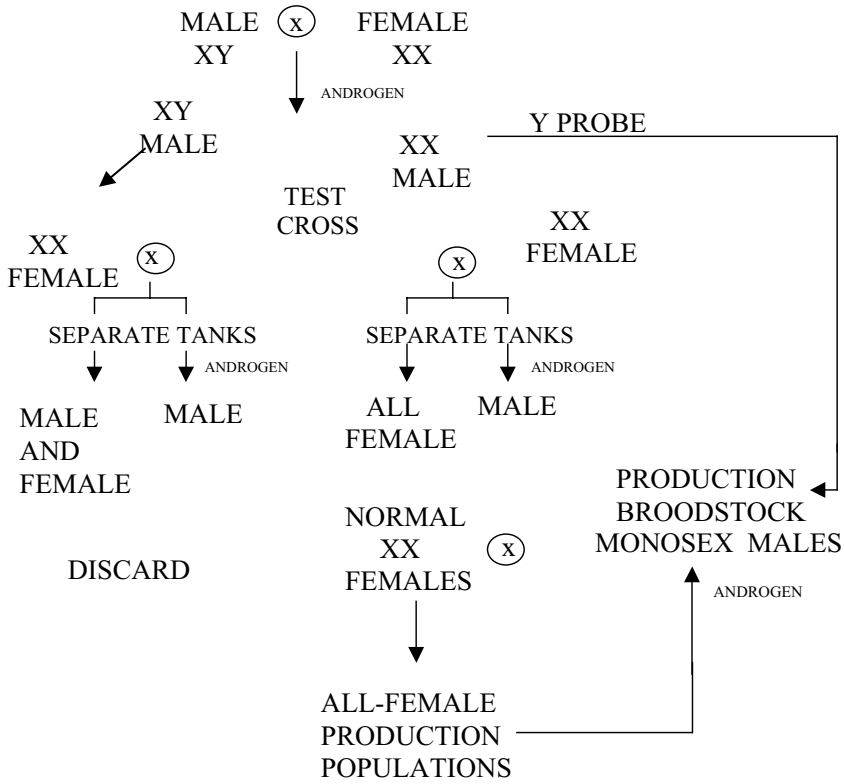 MALE x FEMALE
XY XX
ANDROGEN
XY
MALE
Y PROBE
XX
MALE
TEST
CROSS
XX
FEMALE
XX
FEMALE
x
x
SEPARATE TANKS
SEPARATE TANKS
ANDROGEN
ANDROGEN
MALE
AND
FEMALE
MALE
ALL
FEMALE
MALE
PRODUCTION
BROODSTOCK
MONOSEX MALES
NORMAL
XX
FEMALES
x
DISCARD
ANDROGEN
ALL-FEMALE
PRODUCTION
POPULATIONS